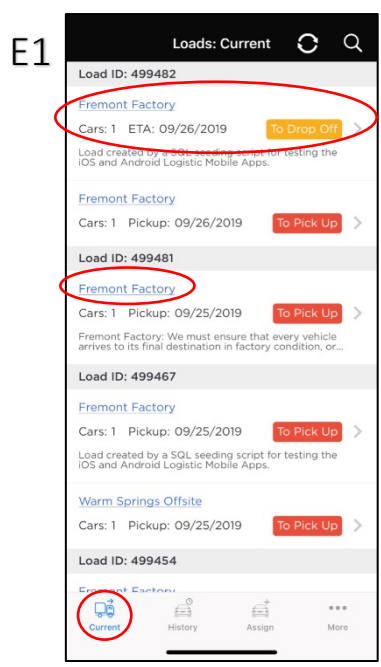 E1
Loads: Current
Load ID: 499482
Fremont Factory
Cars: 1 ETA: 09/26/2019 To Drop Off
Load created by a SQL seeding script for testing the
iOS and Android Logistic Mobile Apps.
Fremont Factory
Cars: 1 Pickup: 09/26/2019 To Pick Up
Load ID: 499481
Fremont Factory
Cars: 1 Pickup: 09/25/2019 To Pick Up
Fremont Factory: We must ensure that every vehicle
arrives to its final destination in factory condition, or...
Load ID: 499467
Fremont Factory
Cars: 1 Pickup: 09/25/2019 To Pick Up
Load created by a SQL seeding script for testing the
iOS and Android Logistic Mobile Apps.
Warm Springs Offsite
Cars: 1 Pickup: 09/25/2019 To Pick Up
Load ID: 499454
Fremont Factory
Current History Assign More